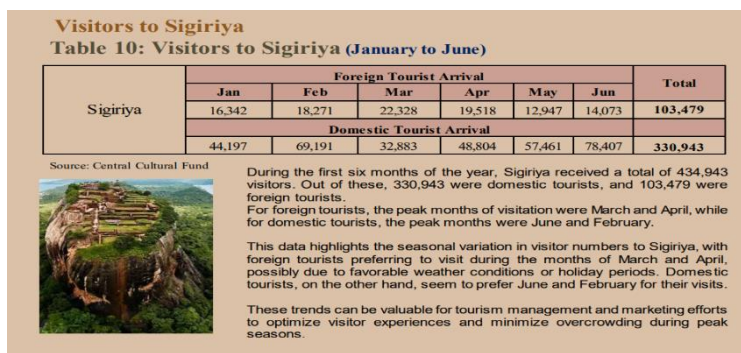 Visitors to Sigiriya
Table 10: Visitors to Sigiriya (January to June)
Sigiriya
Foreign Tourist Arrival
Total
Jan Feb Mar Apr May Jun
16,342 18,271 22,328 19,518 12,947 14,073 103,479
Domestic Tourist Arrival
44,197 69,191 32,883 48,804 57,461 78,407 330,943
Source: Central Cultural Fund
During the first six months of the year, Sigiriya received a total of 434,943
visitors. Out of these, 330,943 were domestic tourists, and 103,479 were
foreign tourists.
For foreign tourists, the peak months of visitation were March and April, while
for domestic tourists, the peak months were June and February.
This data highlights the seasonal variation in visitor numbers to Sigiriya, with
foreign tourists preferring to visit during the months of March and April,
possibly due to favorable weather conditions or holiday periods. Domestic
tourists, on the other hand, seem to prefer June and February for their visits.
These trends can be valuable for tourism management and marketing efforts
to optimize visitor experiences and minimize overcrowding during peak
seasons.